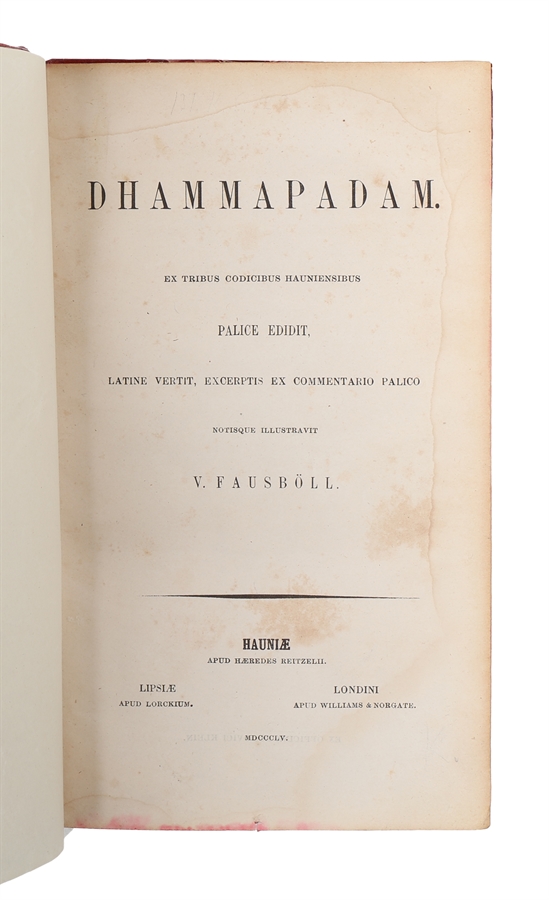 DHAMMAPADAM.
EX TRIBUS CODICIBUS HAUNIENSIBUS
PALICE EDIDIT,
LATINE VERTIT, EXCERPTIS EX COMMENTARIO PALICO
NOTISQUE ILLUSTRAVIT
V. FAUSBÖLL.
HAUNIÆ
APUD HÆREDES REITZELII.
LIPSIÆ
APUD LORCKIUM.
LONDINI
APUD WILLIAMS & NORGATE.
MDCCCLV.